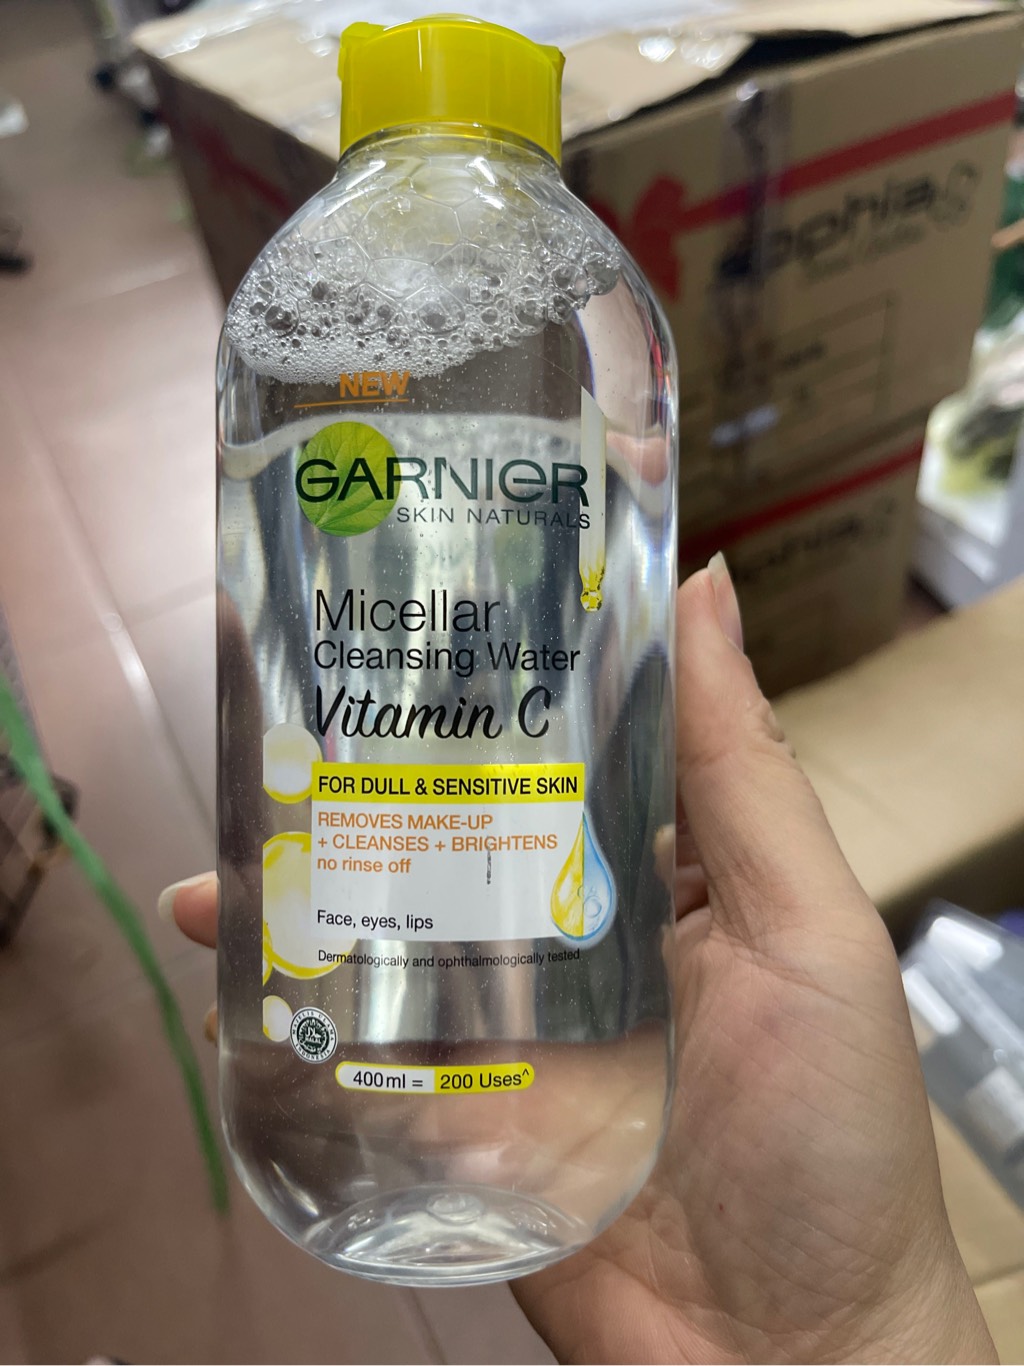 NEW
GARNIER
SKIN NATURALS
Micellar
Cleansing Water
Vitamin C
FOR DULL & SENSITIVE SKIN
REMOVES MAKE-UP
+ CLEANSES + BRIGHTENS
no rinse off
Face, eyes, lips
Dermatologically and ophthalmologically tested
400ml = 200 Uses^